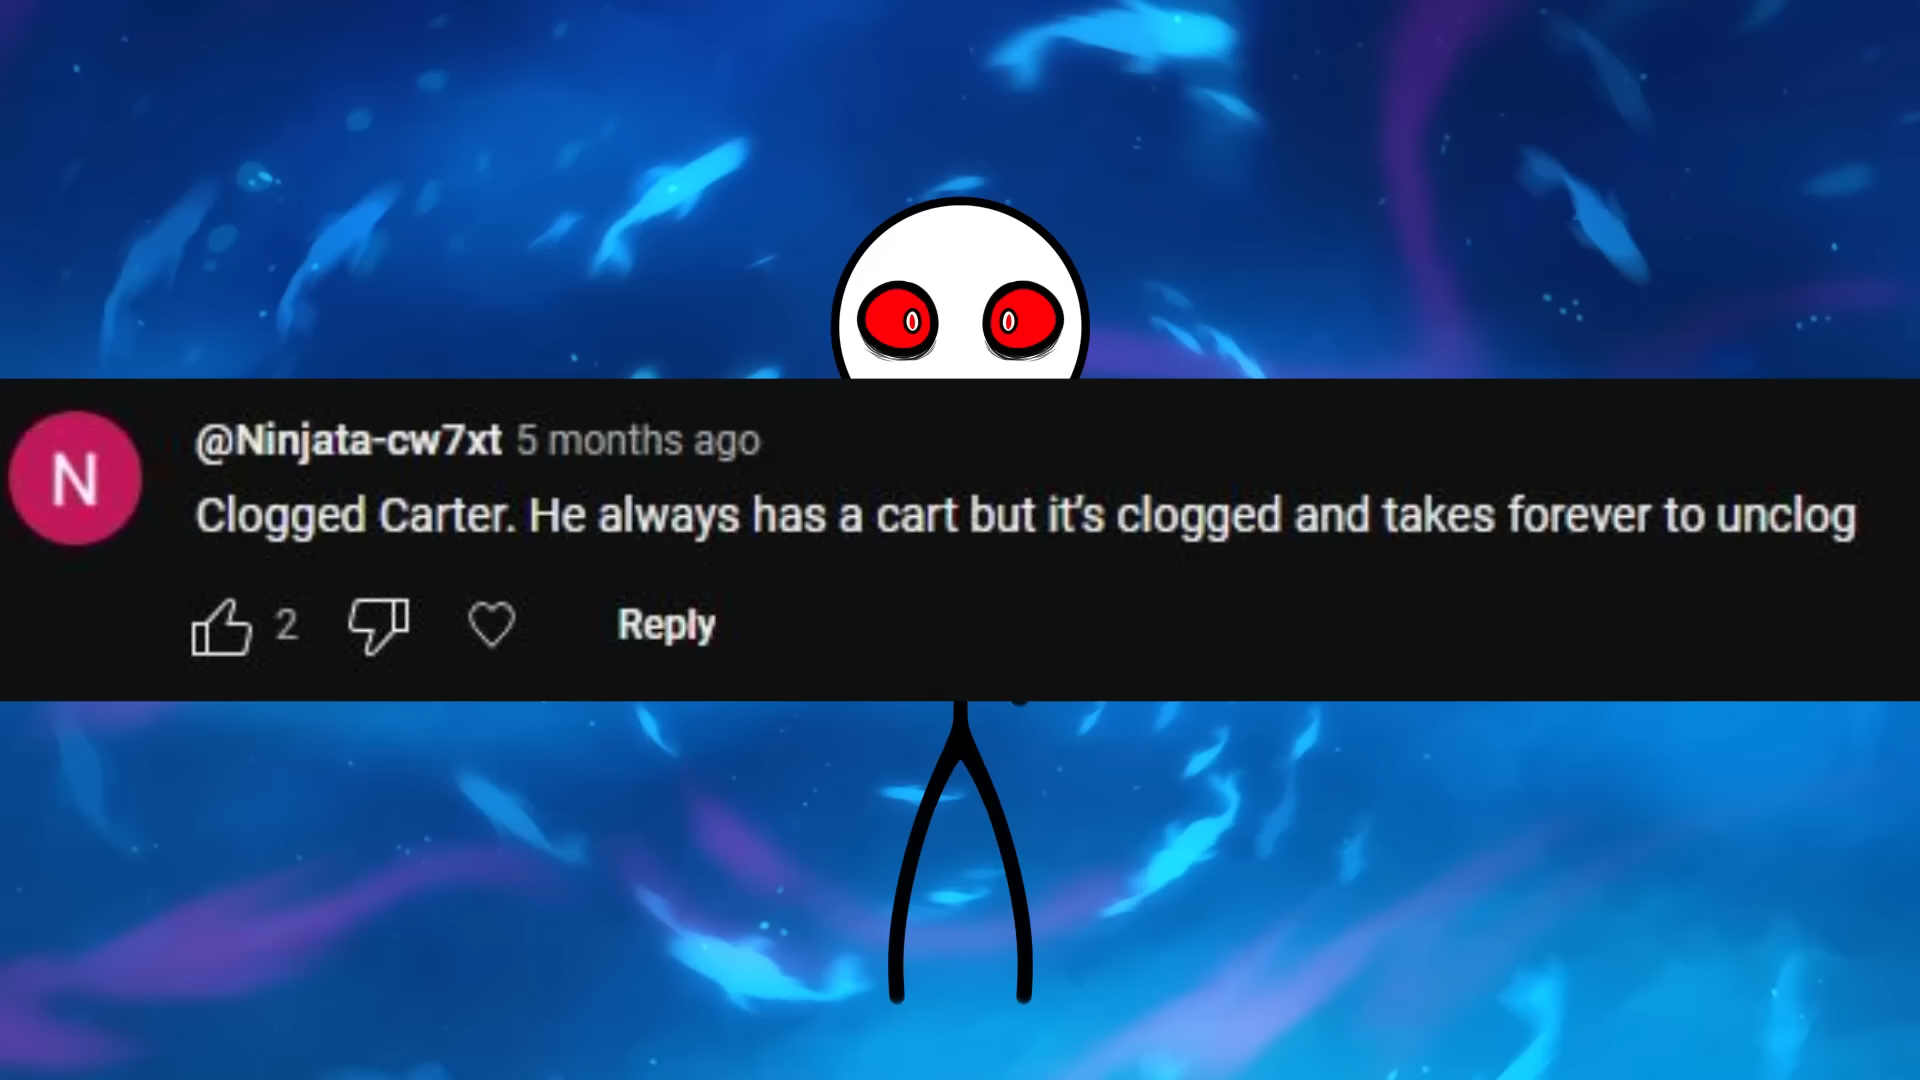 N
@Ninjata-cw7xt 5 months ago
Clogged Carter. He always has a cart but it's clogged and takes forever to unclog
2
Reply